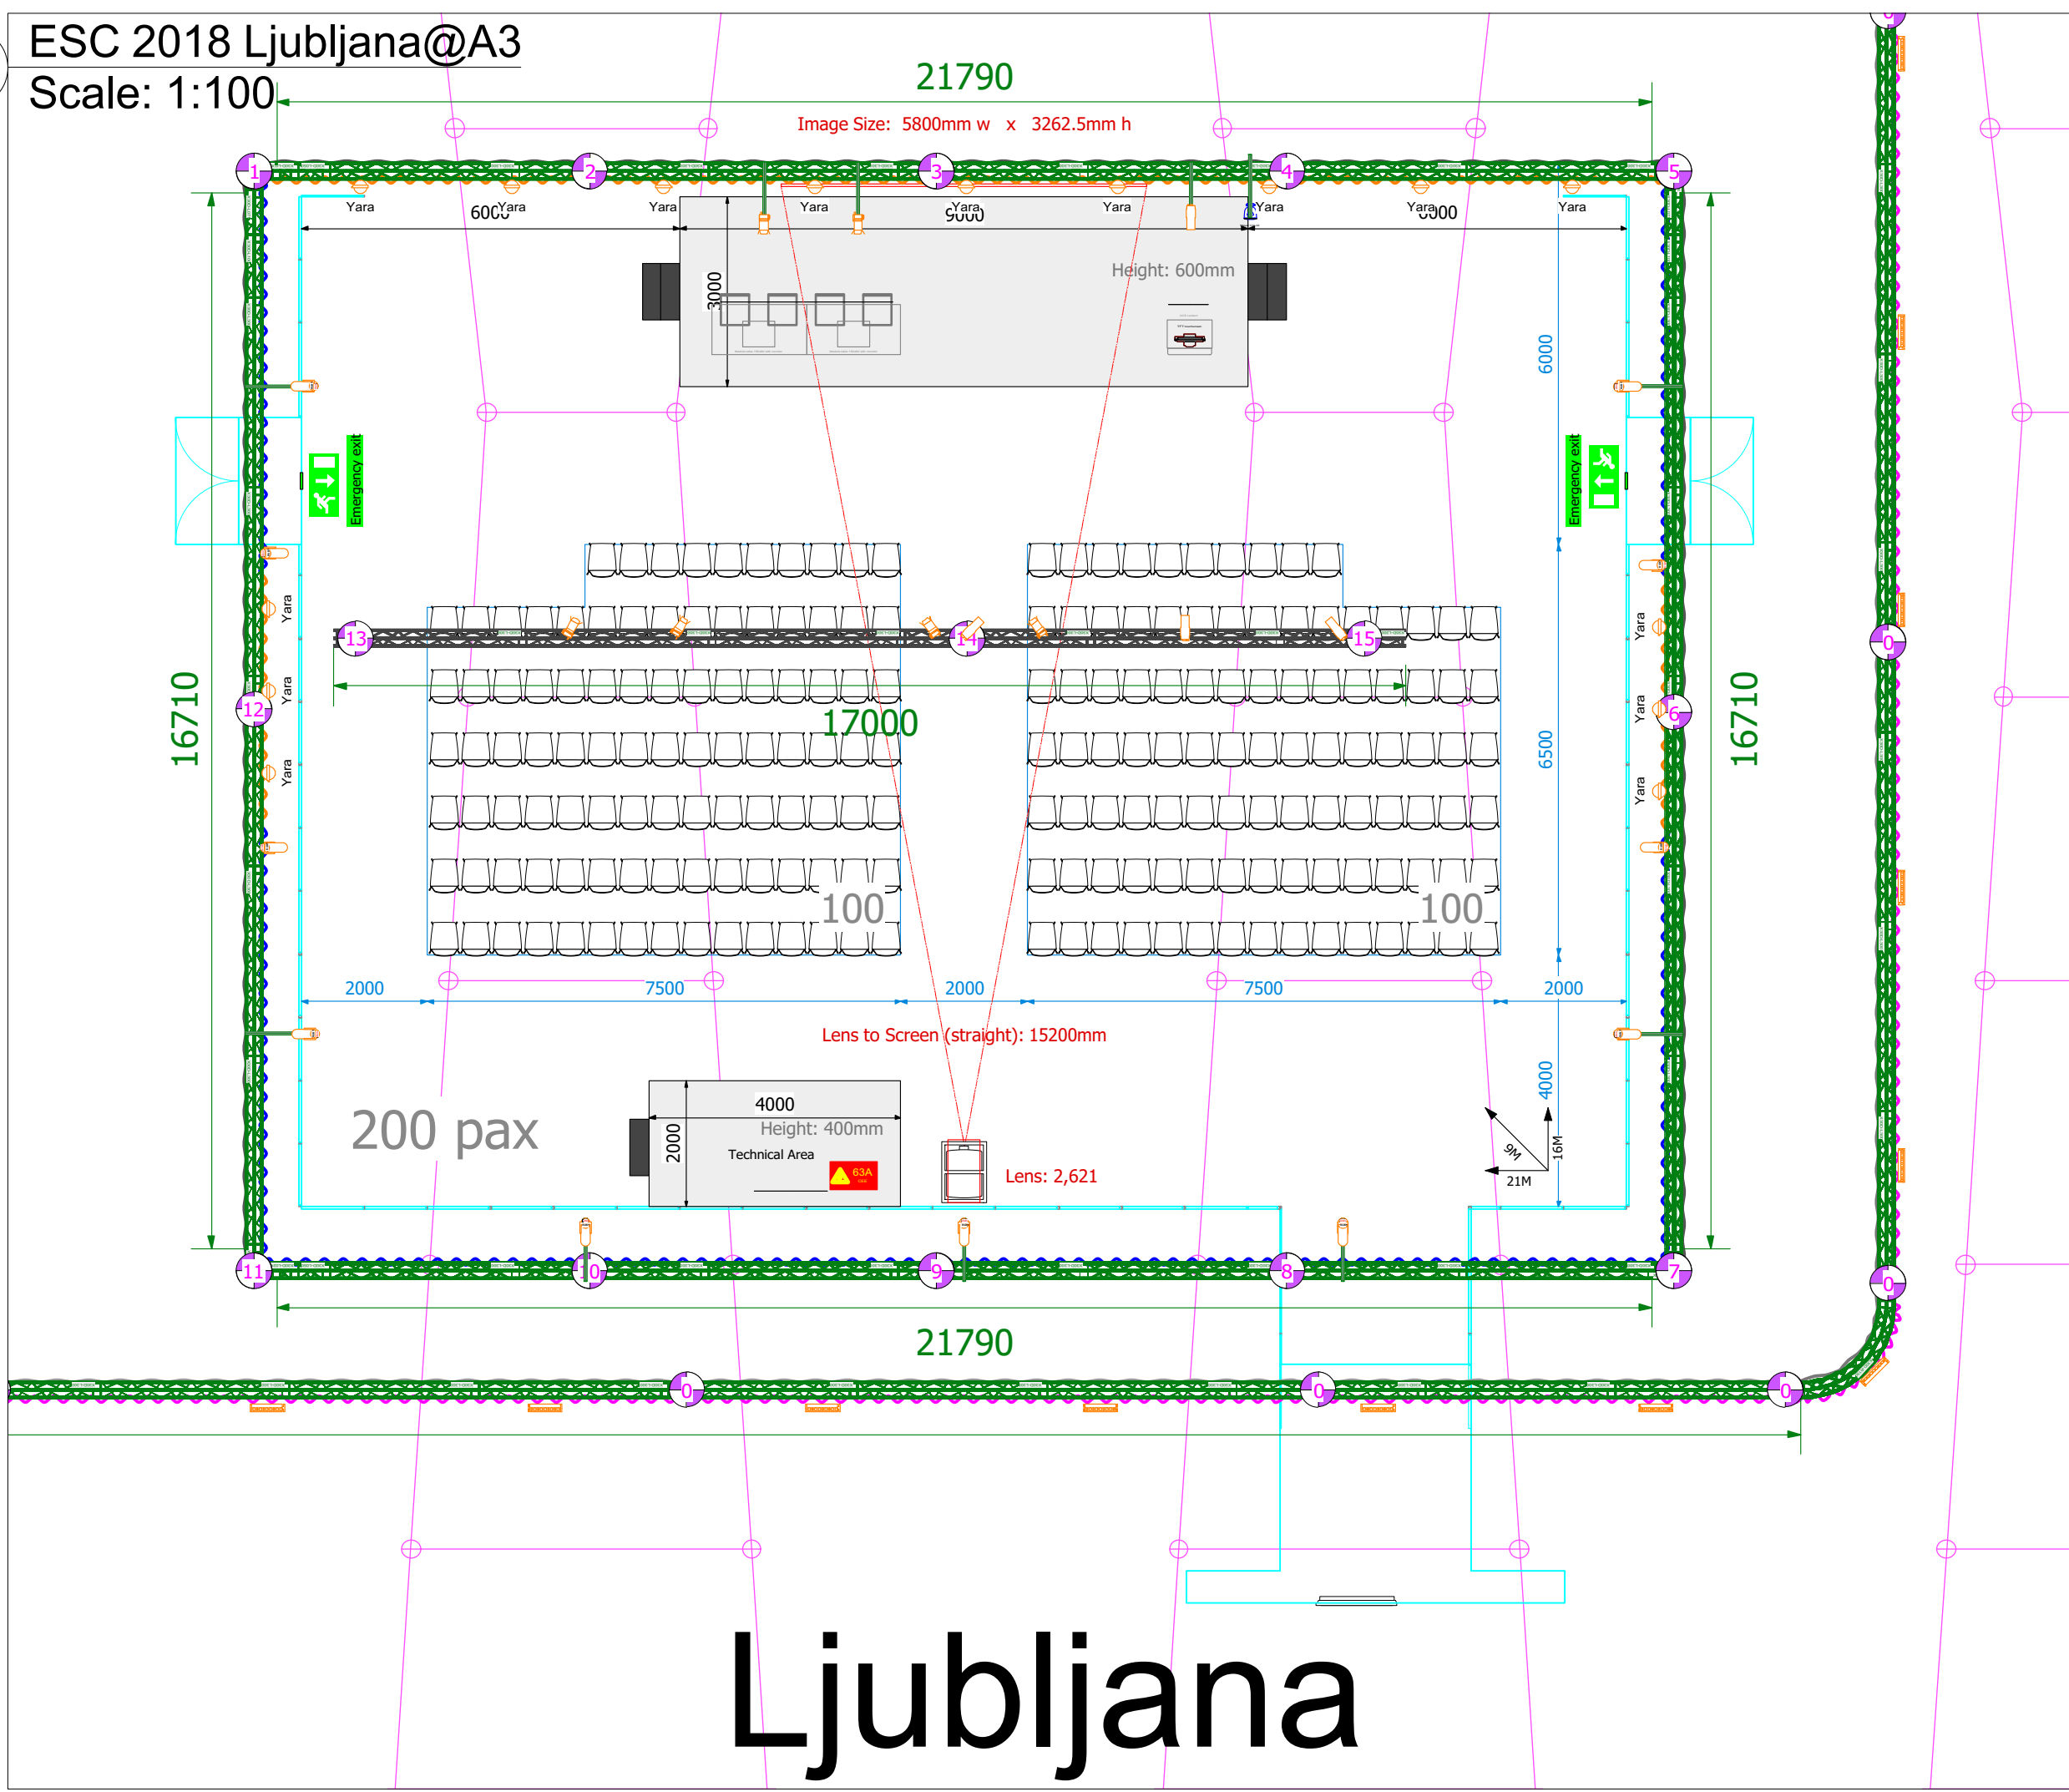 ESC 2018 Ljubljana@A3
Scale: 1:100
21790
Image Size: 5800mm w x 3262.5mm h
1
2
3
4
5
Yara
Yara
Yara
Yara
Yara
Yara
Yara
Yara
Yara
6000
9000
6000
Height: 600mm
3000
6000
Emergency exit
Emergency exit
Yara
Yara
13
14
15
0
Yara
Yara
12
6
16710
16710
17000
6500
Yara
Yara
100
100
2000
7500
2000
7500
2000
Lens to Screen (straight): 15200mm
4000
200 pax
4000
Height: 400mm
2000
Technical Area
63A
Lens: 2,621
9M
16M
21M
11
10
9
8
7
0
21790
0
0
0
Ljubljana